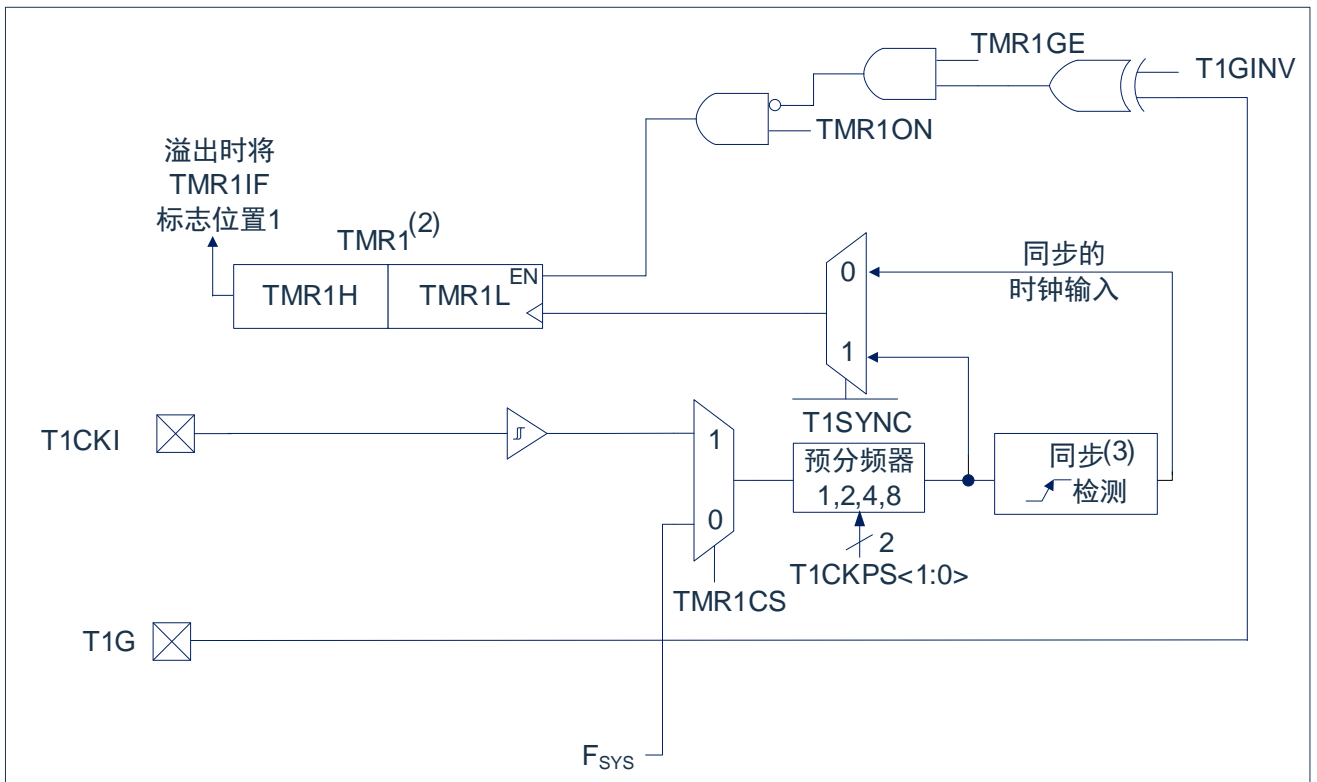 TMR1GE
T1GINV
TMR1ON
溢出时将
TMR1IF
标志位置1
TMR1(2)
EN
TMR1H
TMR1L
0
同步的
时钟输入
1
T1SYNC
T1CKI
1
0
预分频器
1,2,4,8
同步(3)
检测
2
T1CKPS<1:0>
TMR1CS
T1G
FSYS